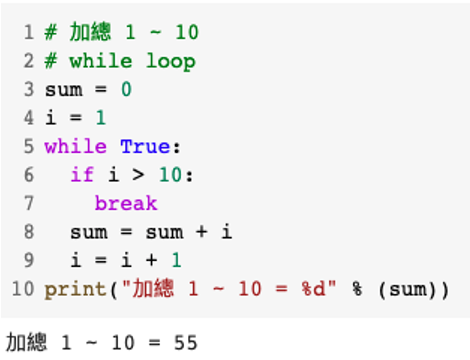 1 # 加總 1 ~ 10
2 # while loop
3 sum = 0
4 i = 1
5 while True:
6   if i > 10:
7     break
8   sum = sum + i
9   i = i + 1
10 print("加總 1 ~ 10 = %d" % (sum))
加總 1 ~ 10 = 55